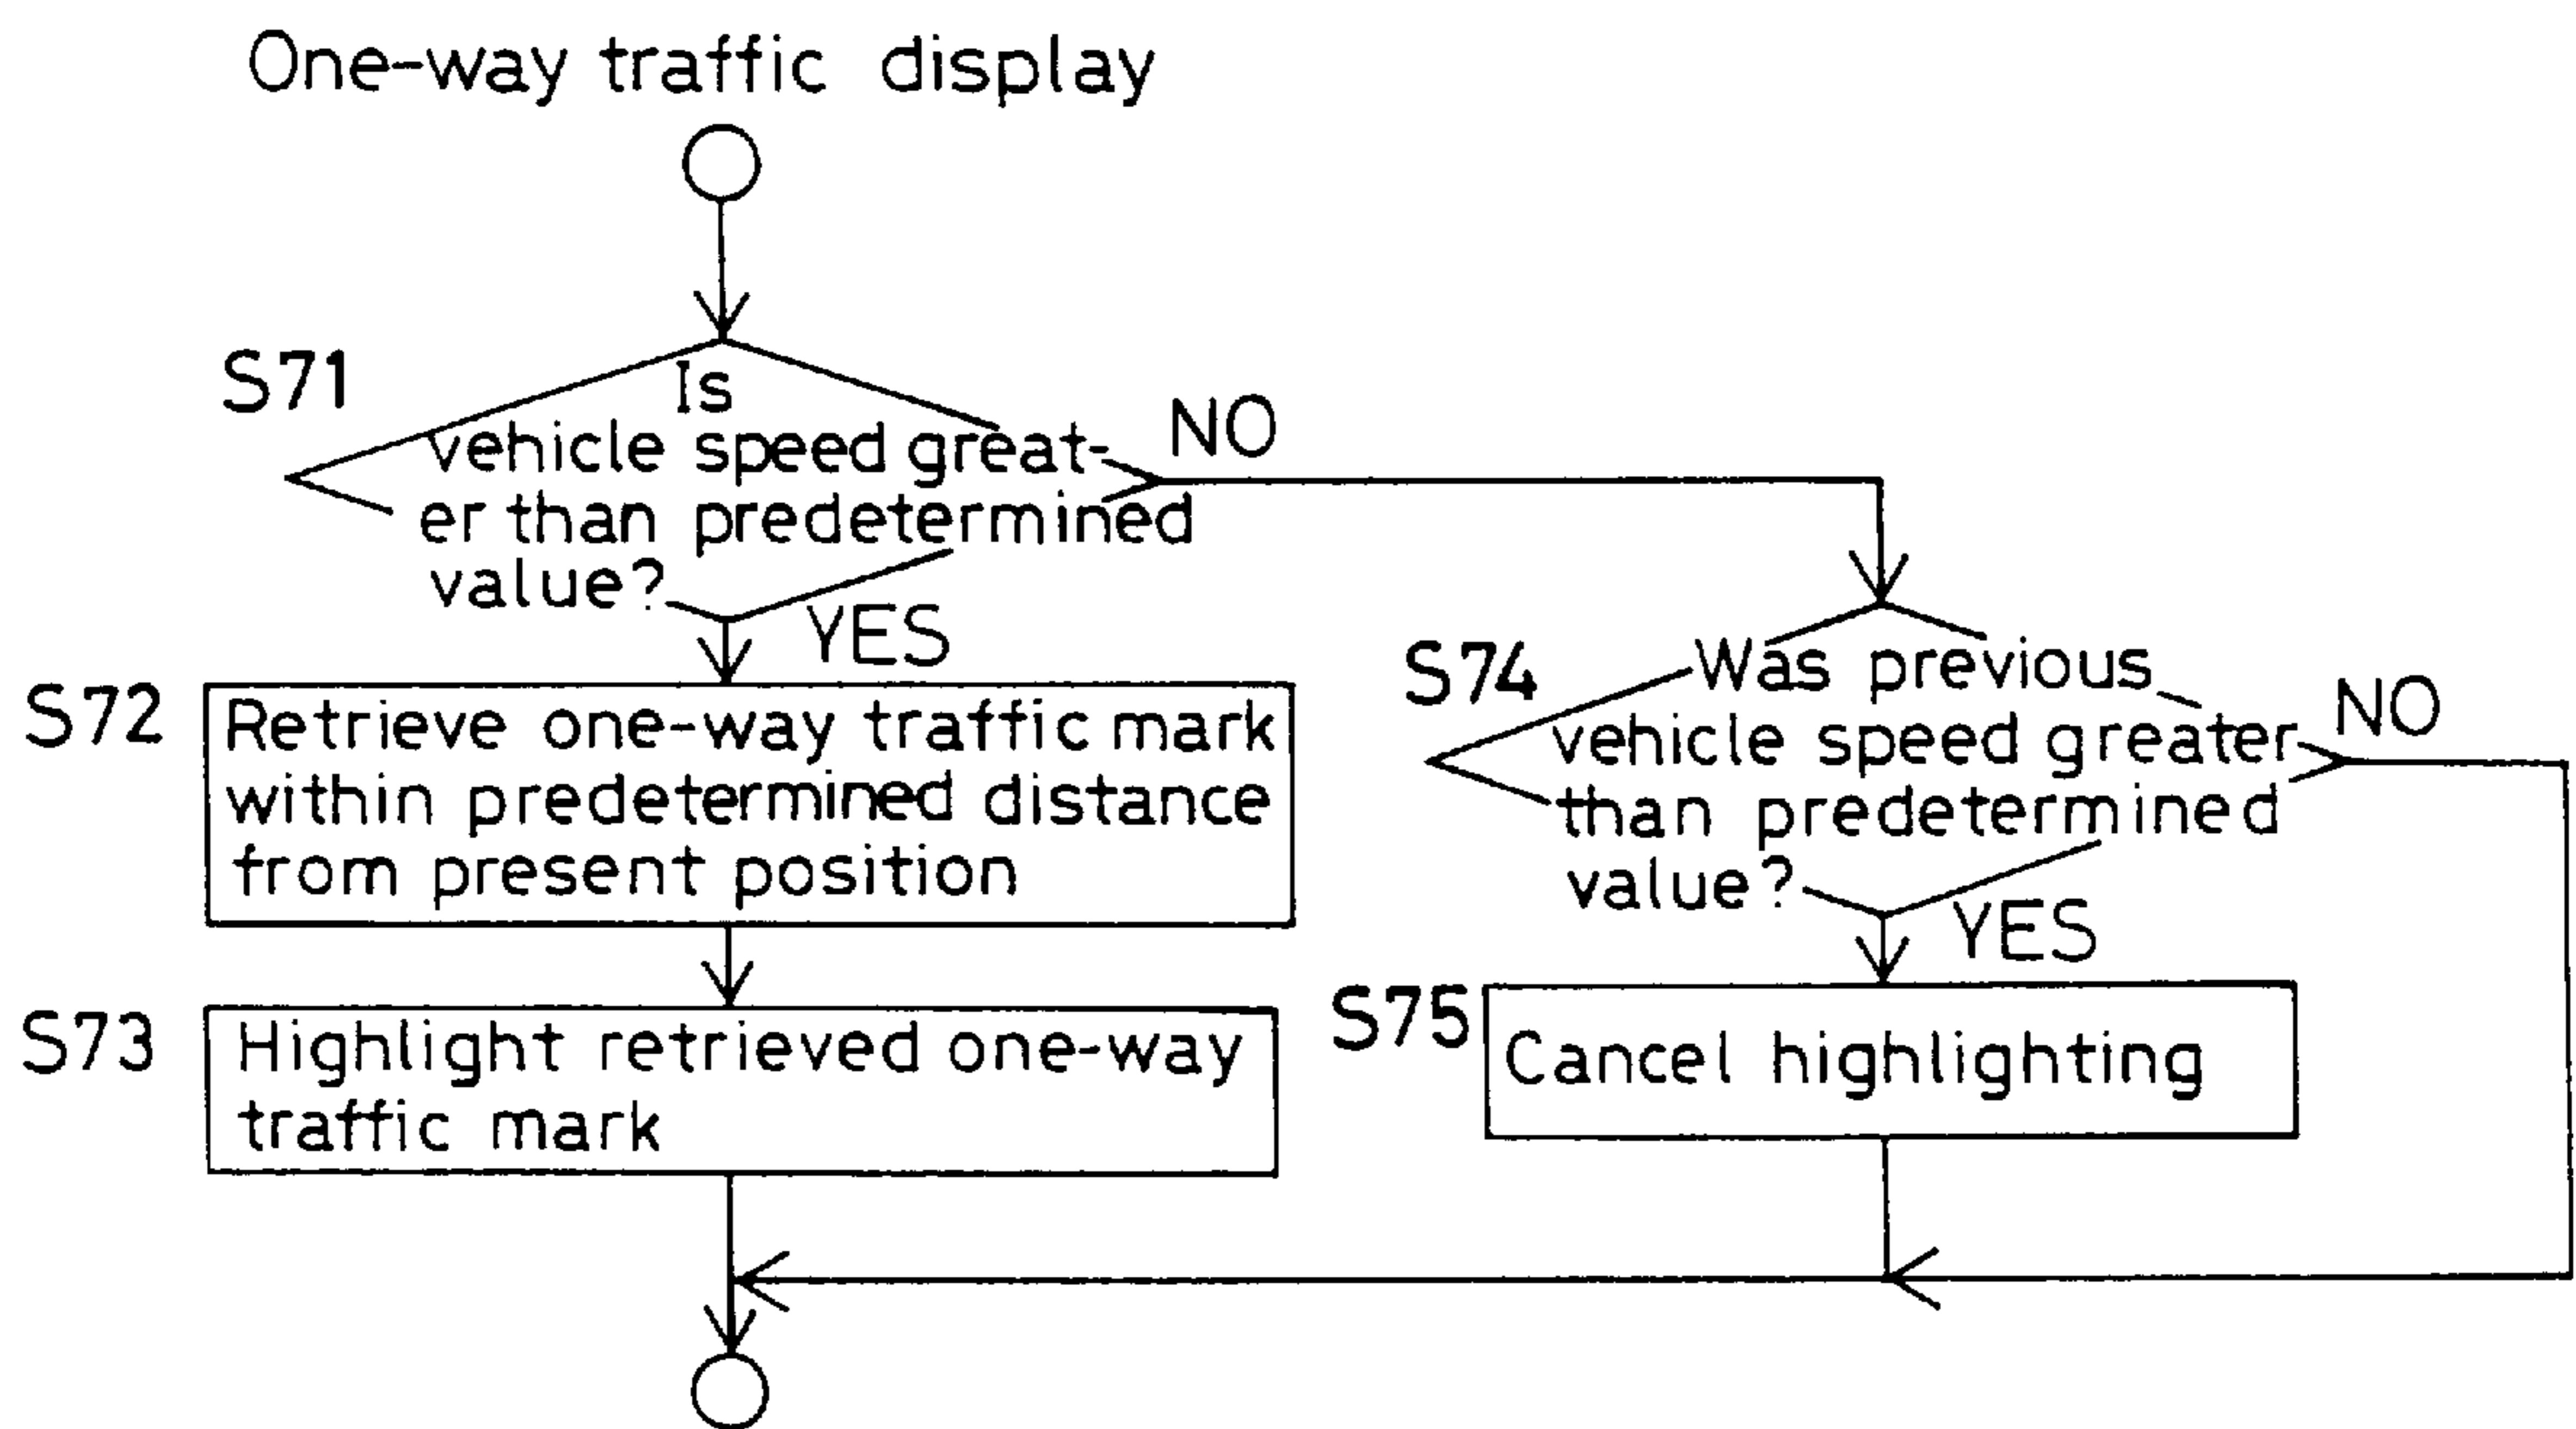 One-way traffic display
S71
Is
vehicle speed great-
er than predetermined
value?
NO
YES
S72
Retrieve one-way traffic mark
within predetermined distance
from present position
S73
Highlight retrieved one-way
traffic mark
S74
Was previous
vehicle speed greater
than predetermined
value?
NO
YES
S75
Cancel highlighting